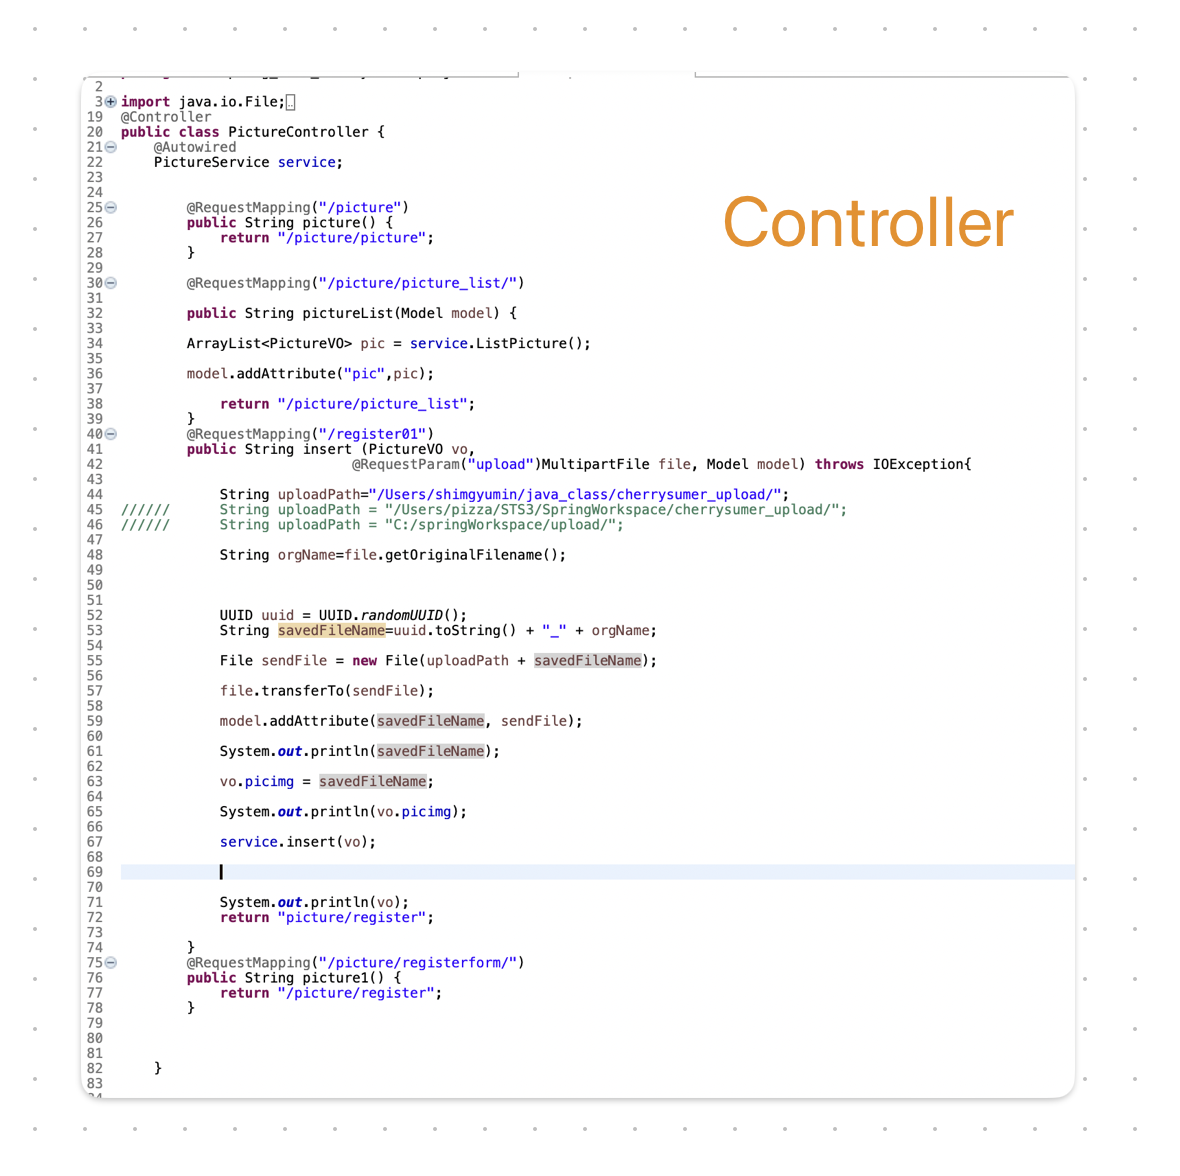 2
3 import java.io.File;
19 @Controller
20 public class PictureController {
21 @Autowired
22 PictureService service;
23
24
25 @RequestMapping("/picture")
26 public String picture() {
27 return "/picture/picture";
28 }
29
30 @RequestMapping("/picture/picture_list/")
31
32 public String pictureList(Model model) {
33
34 ArrayList<PictureVO> pic = service.ListPicture();
35
36 model.addAttribute("pic",pic);
37
38 return "/picture/picture_list";
39 }
40 @RequestMapping("/register01")
41 public String insert (PictureVO vo,
42 @RequestParam("upload")MultipartFile file, Model model) throws IOException{
43
44 String uploadPath="/Users/shimgyumin/java_class/cherrysumer_upload/";
45 ////// String uploadPath = "/Users/pizza/STS3/SpringWorkspace/cherrysumer_upload/";
46 ////// String uploadPath = "C:/springWorkspace/upload/";
47
48 String orgName=file.getOriginalFilename();
49
50
51
52 UUID uuid = UUID.randomUUID();
53 String savedFileName=uuid.toString() + "_" + orgName;
54
55 File sendFile = new File(uploadPath + savedFileName);
56
57 file.transferTo(sendFile);
58
59 model.addAttribute(savedFileName, sendFile);
60
61 System.out.println(savedFileName);
62
63 vo.picimg = savedFileName;
64
65 System.out.println(vo.picimg);
66
67 service.insert(vo);
68
69
70
71 System.out.println(vo);
72 return "picture/register";
73
74 }
75 @RequestMapping("/picture/registerform/")
76 public String picture1() {
77 return "/picture/register";
78 }
79
80
81
82 }
83
Controller